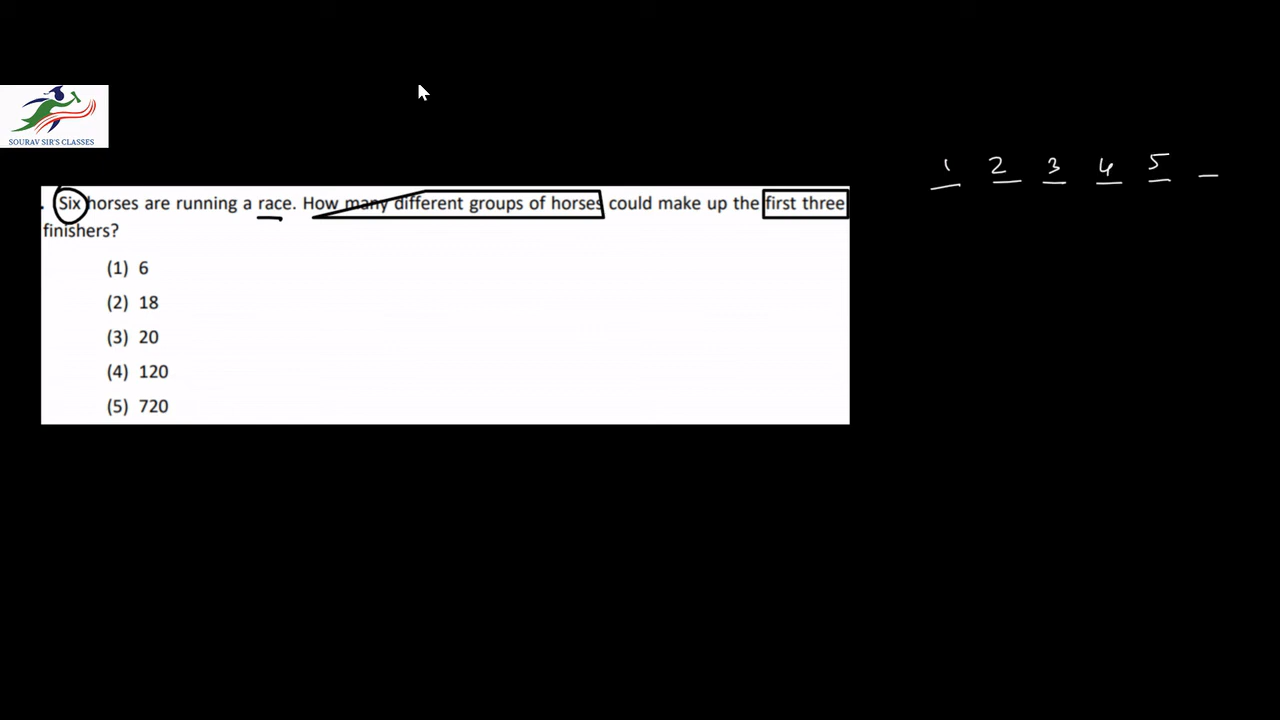 SOURAV SIR'S CLASSES
1 2 3 4 5
. Six horses are running a race. How many different groups of horses could make up the first three
finishers?
(1) 6
(2) 18
(3) 20
(4) 120
(5) 720